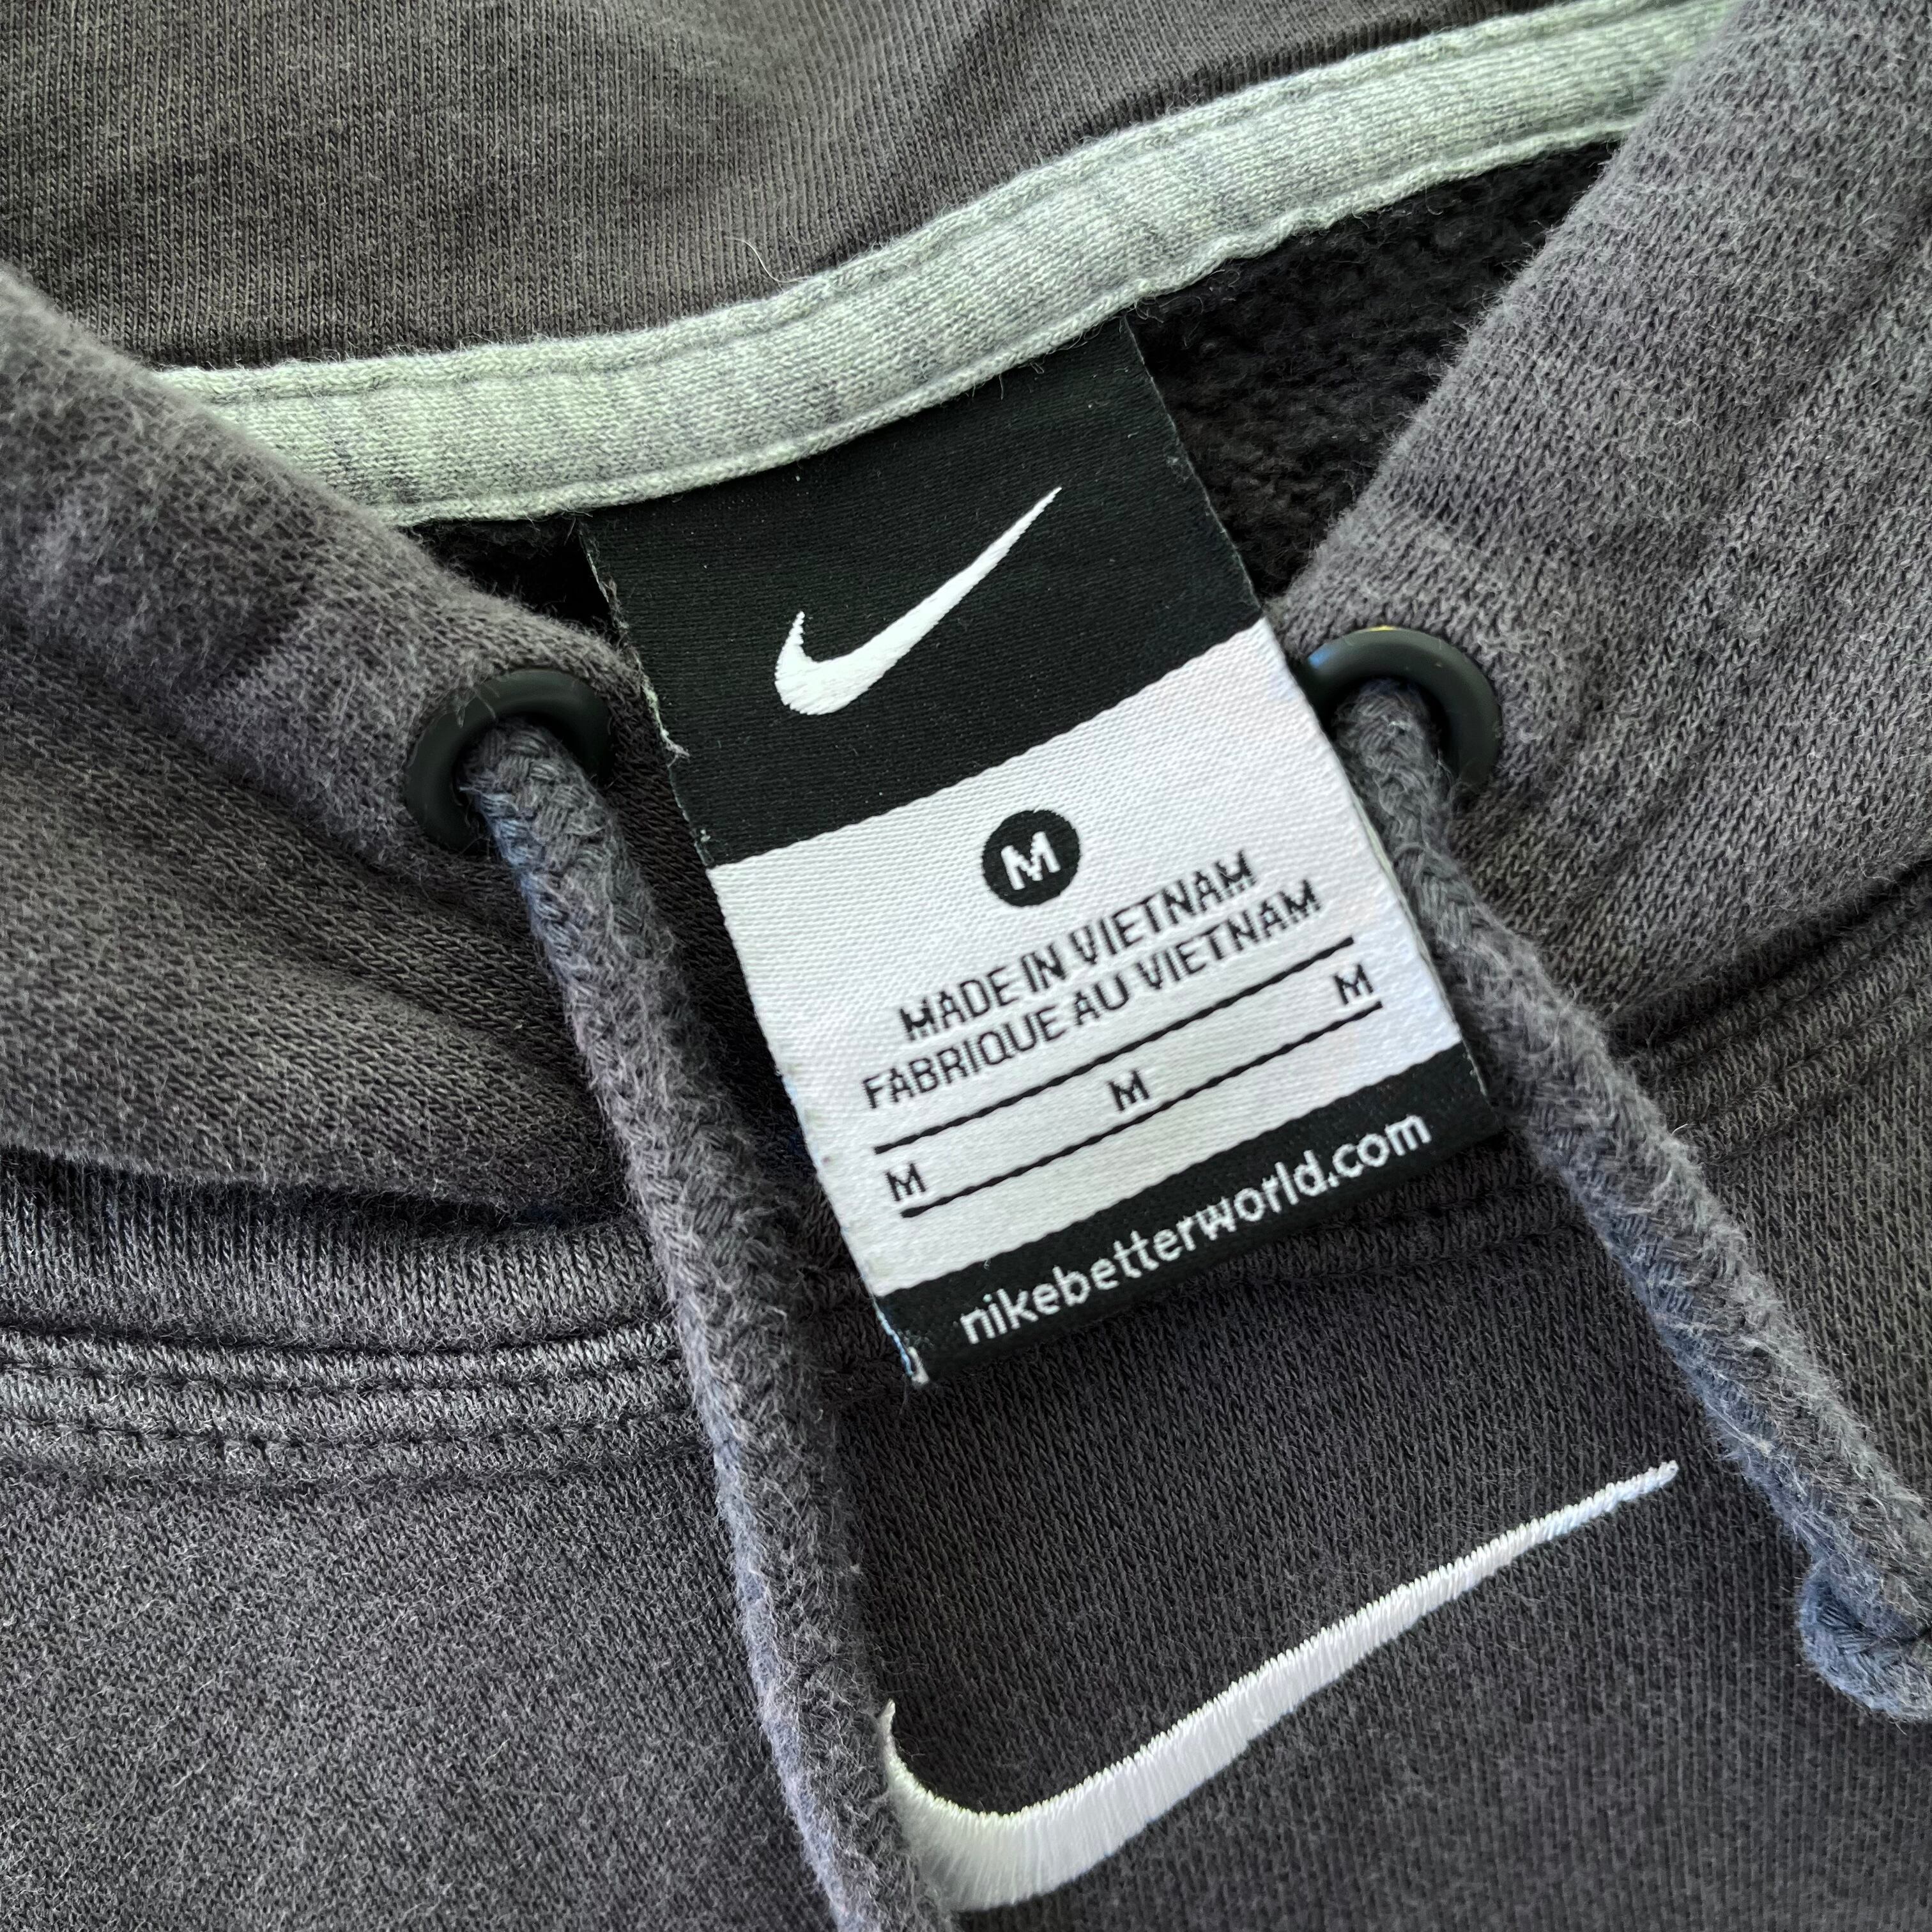 M
MADE IN VIETNAM
FABRIQUE AU VIETNAM
M M M
nikebetterworld.com